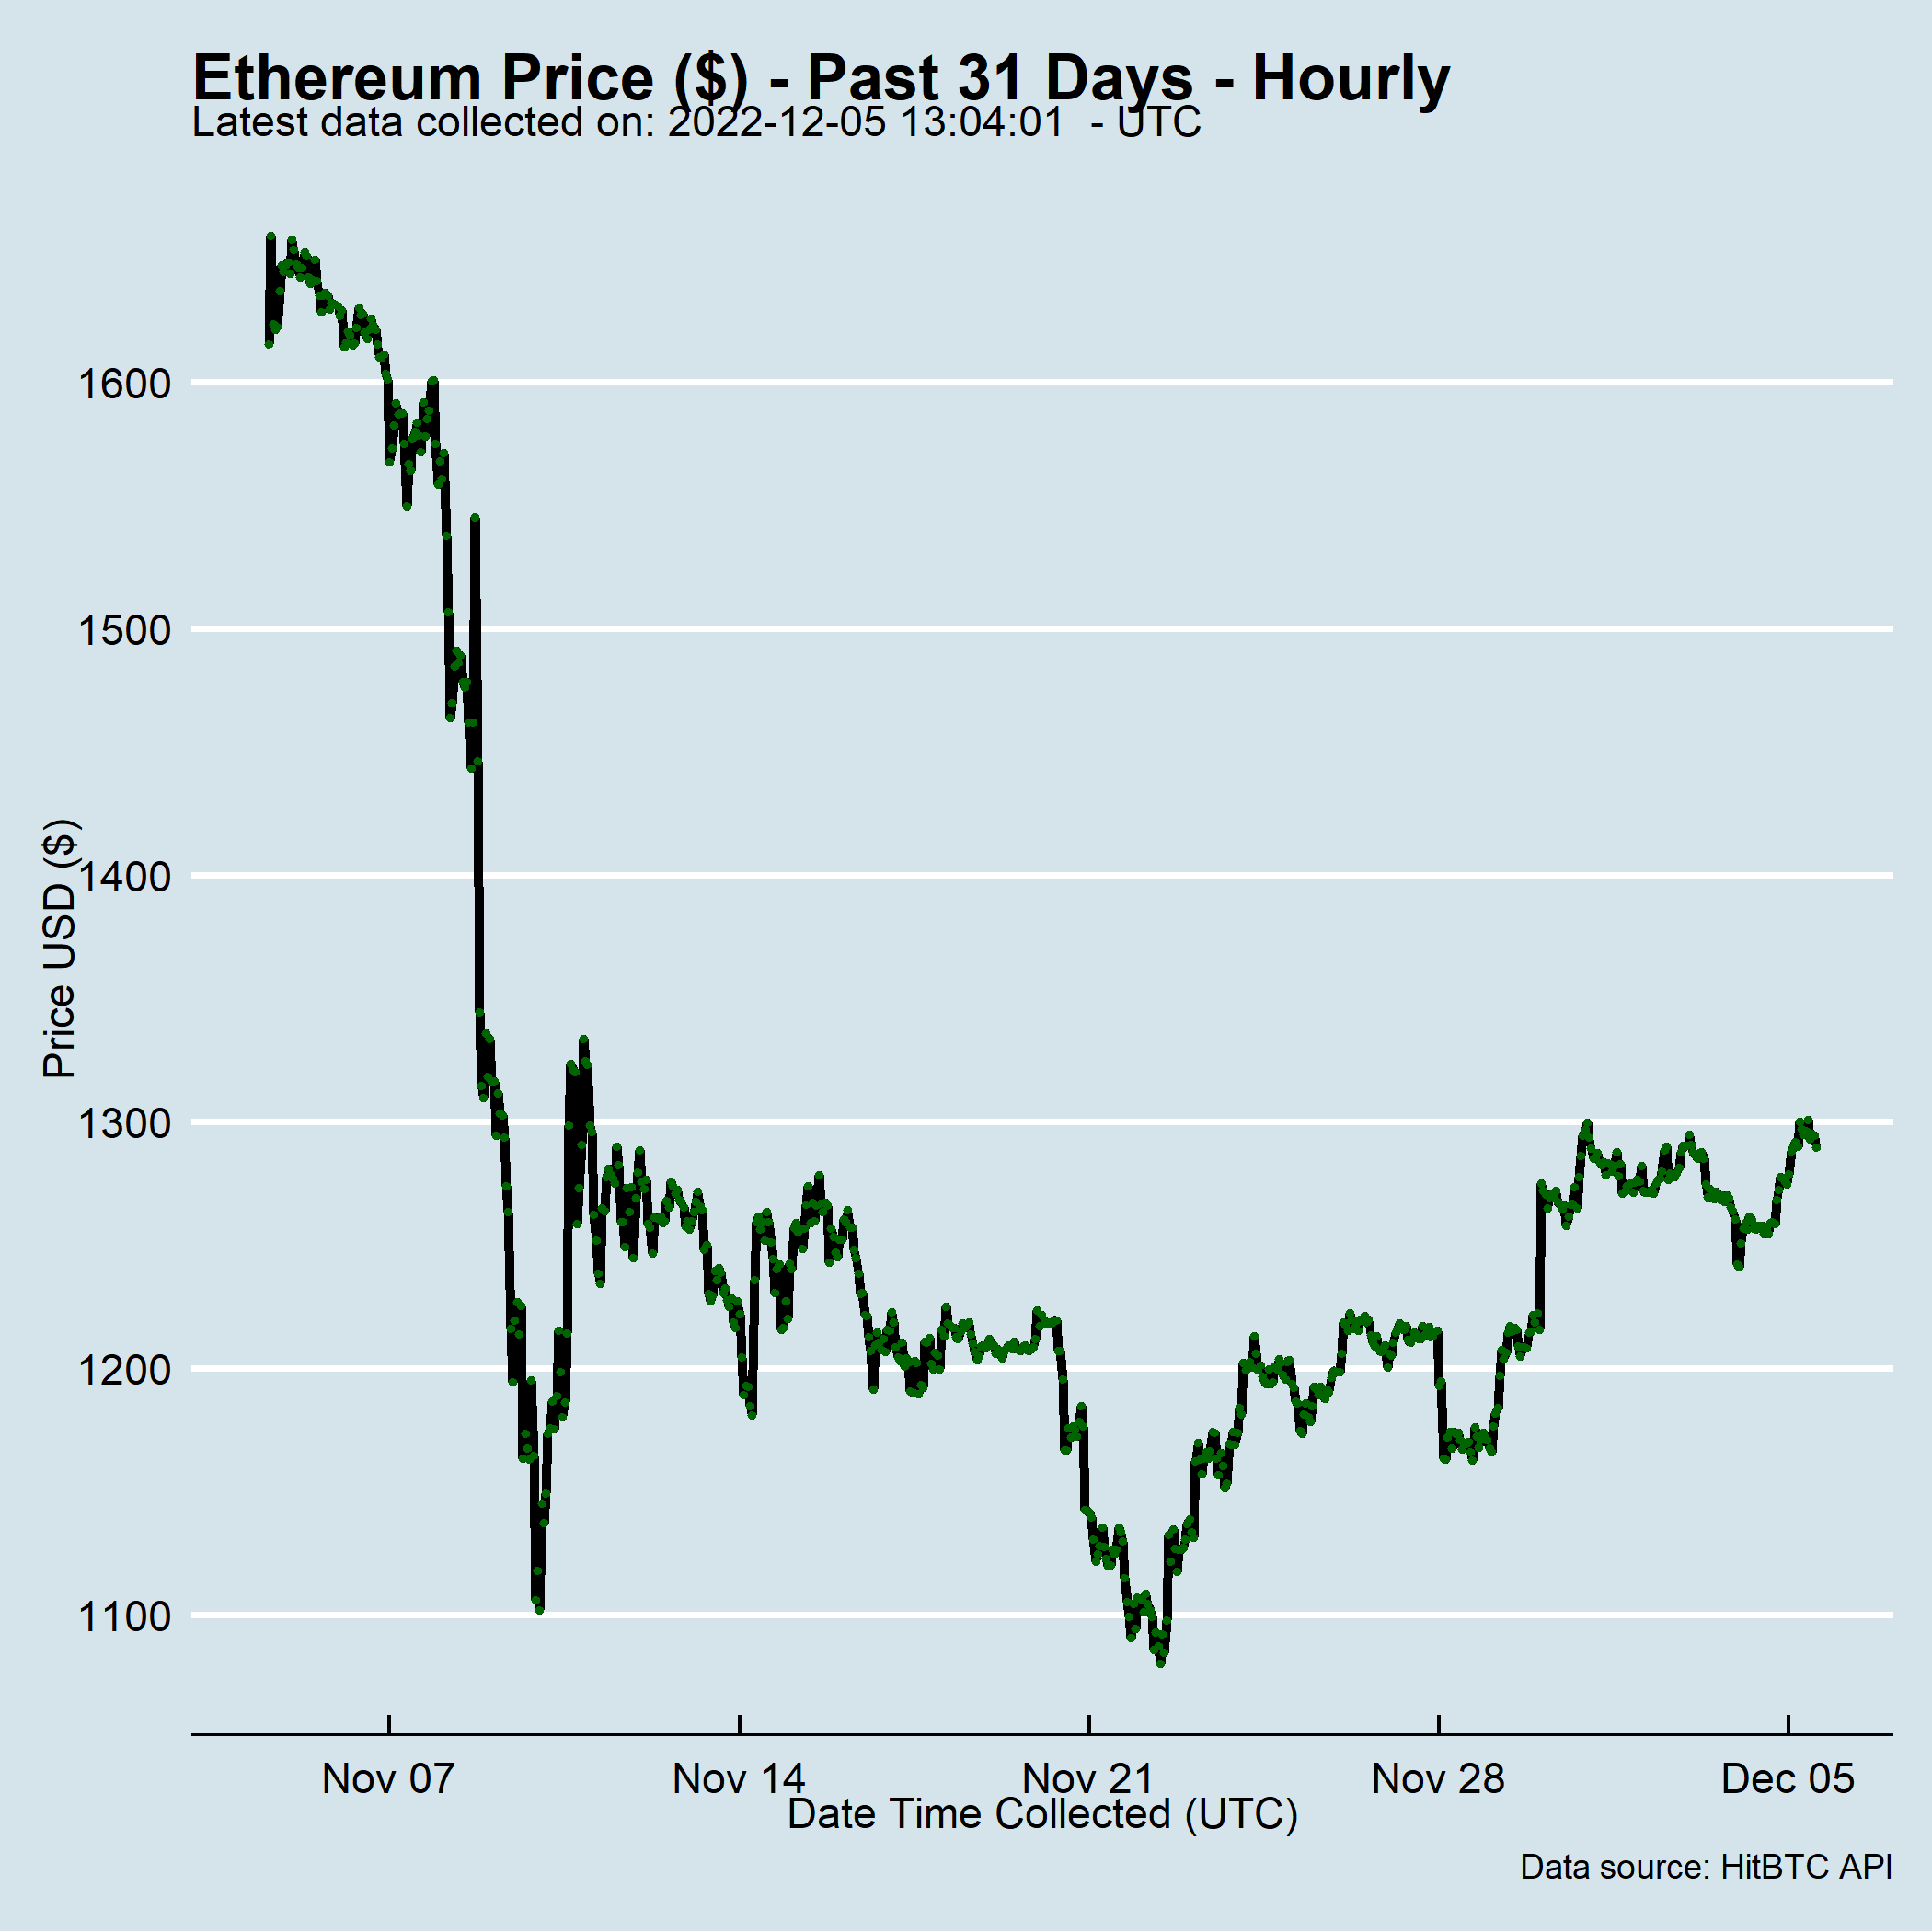 Ethereum Price ($) - Past 31 Days - Hourly
Latest data collected on: 2022-12-05 13:04:01  - UTC
1600
1500
1400
1300
1200
1100
Price USD ($)
Nov 07
Nov 14
Nov 21
Nov 28
Dec 05
Date Time Collected (UTC)
Data source: HitBTC API